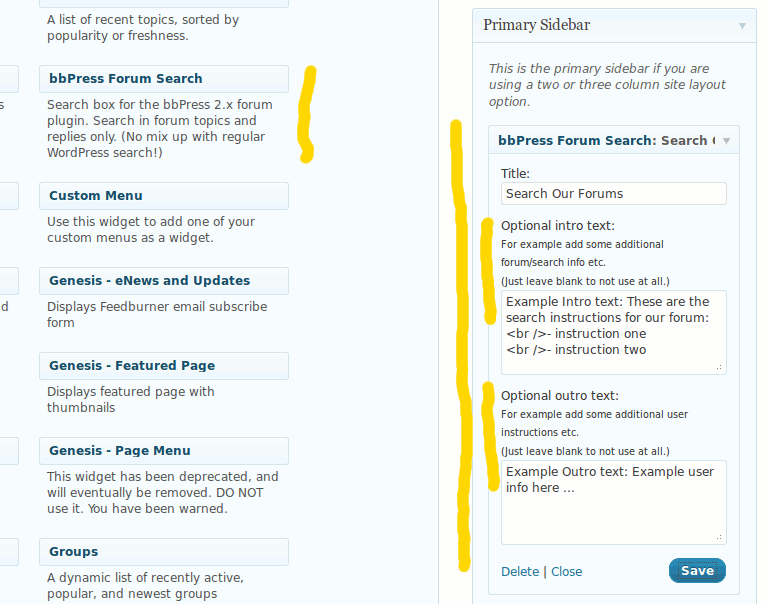 A list of recent topics, sorted by
popularity or freshness.
bbPress Forum Search
Search box for the bbPress 2.x forum
plugin. Search in forum topics and
replies only. (No mix up with regular
WordPress search!)
Custom Menu
Use this widget to add one of your
custom menus as a widget.
Genesis - eNews and Updates
Displays Feedburner email subscribe
form
Genesis - Featured Page
Displays featured page with
thumbnails
Genesis - Page Menu
This widget has been deprecated, and
will eventually be removed. DO NOT
use it. You have been warned.
Groups
A dynamic list of recently active,
popular, and newest groups
s
d
Primary Sidebar
This is the primary sidebar if you are
using a two or three column site layout
option.
bbPress Forum Search: Search
Title:
Search Our Forums
Optional intro text:
For example add some additional
forum/search info etc.
(Just leave blank to not use at all.)
Example Intro text: These are the
search instructions for our forum:
<br />- instruction one
<br />- instruction two
Optional outro text:
For example add some additional user
instructions etc.
(Just leave blank to not use at all.)
Example Outro text: Example user
info here ...
Delete | Close
Save